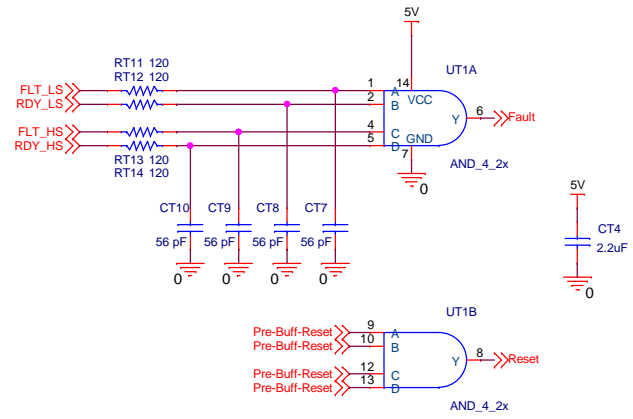 5V
RT11 120
RT12 120
UT1A
FLT_LS
RDY_LS
1
2
A
B
14
VCC
Y
6
Fault
FLT_HS
RDY_HS
4
5
C
D
GND
7
RT13 120
RT14 120
AND_4_2x
0
CT10
CT9
CT8
CT7
56 pF
56 pF
56 pF
56 pF
0
0
0
0
5V
CT4
2.2uF
0
UT1B
Pre-Buff-Reset
9
A
Pre-Buff-Reset
10
B
Y
8
Reset
Pre-Buff-Reset
12
C
Pre-Buff-Reset
13
D
AND_4_2x